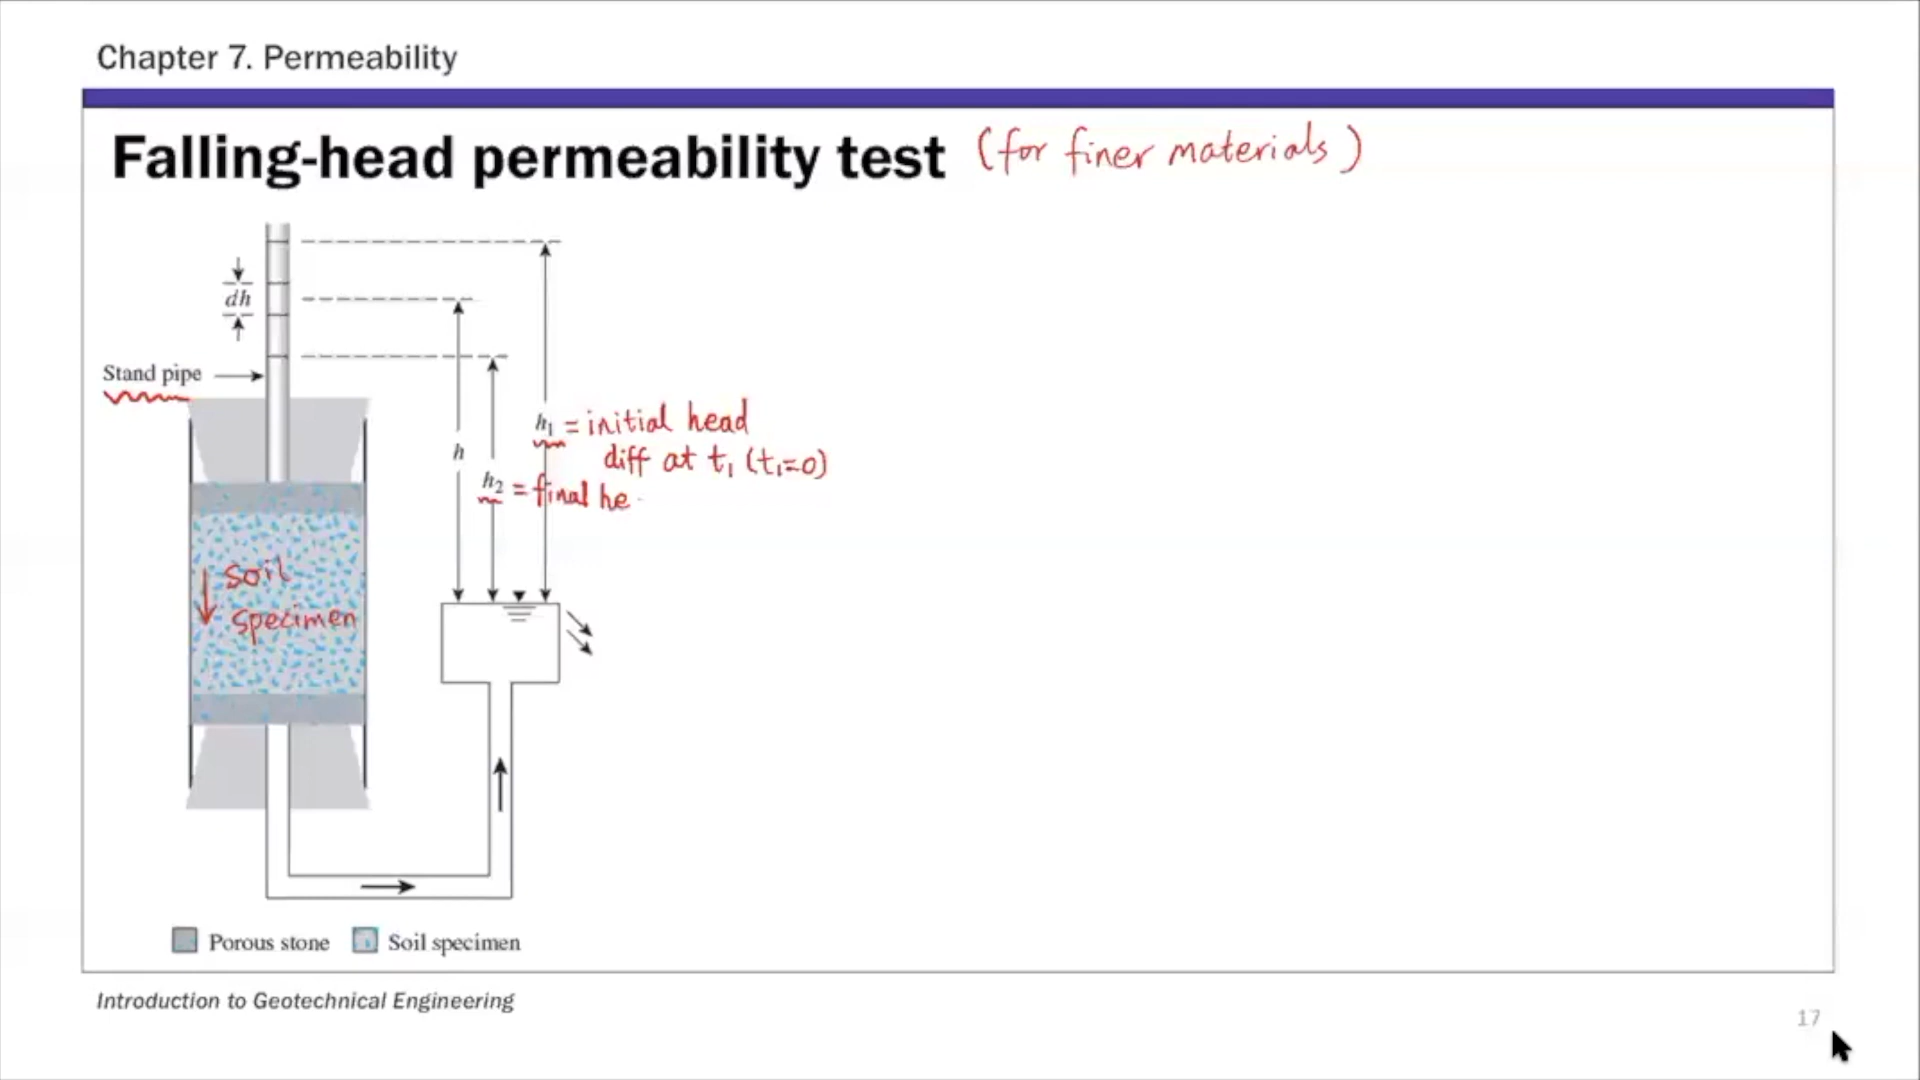 Chapter 7. Permeability
Falling-head permeability test (for finer materials)
dh
Stand pipe
h₁ = initial head
diff at t₁ (t₁=0)
h
h₂ = final he
soil
specimen
Porous stone Soil specimen
Introduction to Geotechnical Engineering
17